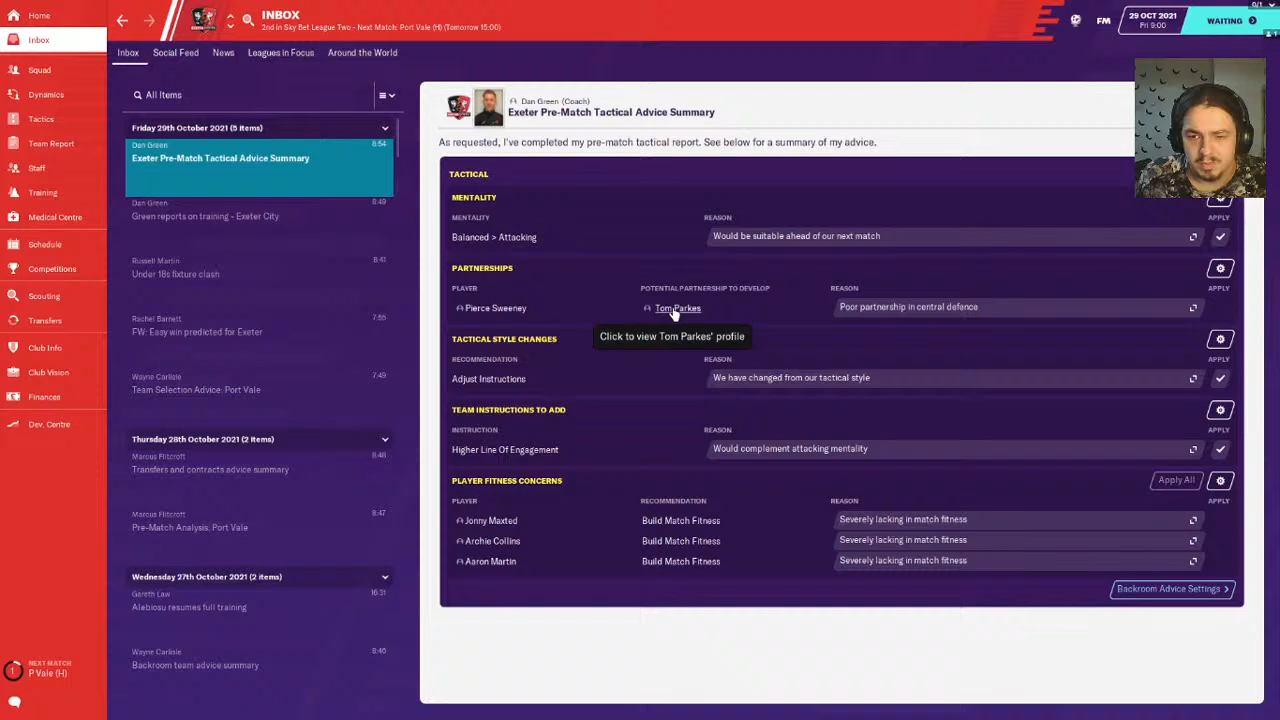 Home
Inbox
Squad
Dynamics
Tactics
Team Report
Staff
Training
Medical Centre
Schedule
Competitions
Scouting
Transfers
Club Info
Club Vision
Finances
Dev. Centre
1
NEXT MATCH
P Vale (H)
INBOX
2nd in Sky Bet League Two - Next Match: Port Vale (H) (Tomorrow 15:00)
FM
29 OCT 2021
Fri 9:00
0/1
WAITING
1
Inbox
Social Feed
News
Leagues in Focus
Around the World
All Items
Friday 29th October 2021 (5 items)
Dan Green
8:54
Exeter Pre-Match Tactical Advice Summary
Dan Green
8:49
Green reports on training - Exeter City
Russell Martin
8:41
Under 18s fixture clash
Rachel Barnett
7:55
FW: Easy win predicted for Exeter
Wayne Carlisle
7:49
Team Selection Advice: Port Vale
Thursday 28th October 2021 (2 items)
Marcus Flitcroft
8:48
Transfers and contracts advice summary
Marcus Flitcroft
8:47
Pre-Match Analysis: Port Vale
Wednesday 27th October 2021 (2 items)
Gareth Law
16:31
Alebiosu resumes full training
Wayne Carlisle
8:46
Backroom team advice summary
Dan Green (Coach)
Exeter Pre-Match Tactical Advice Summary
As requested, I've completed my pre-match tactical report. See below for a summary of my advice.
TACTICAL
MENTALITY
MENTALITY
REASON
Balanced > Attacking
Would be suitable ahead of our next match
PARTNERSHIPS
PLAYER
POTENTIAL PARTNERSHIP TO DEVELOP
REASON
APPLY
Pierce Sweeney
Tom Parkes
Poor partnership in central defence
Click to view Tom Parkes' profile
TACTICAL STYLE CHANGES
RECOMMENDATION
REASON
APPLY
Adjust Instructions
We have changed from our tactical style
TEAM INSTRUCTIONS TO ADD
INSTRUCTION
REASON
APPLY
Higher Line Of Engagement
Would complement attacking mentality
PLAYER FITNESS CONCERNS
Apply All
PLAYER
RECOMMENDATION
REASON
APPLY
Jonny Maxted
Build Match Fitness
Severely lacking in match fitness
Archie Collins
Build Match Fitness
Severely lacking in match fitness
Aaron Martin
Build Match Fitness
Severely lacking in match fitness
Backroom Advice Settings >
APPLY